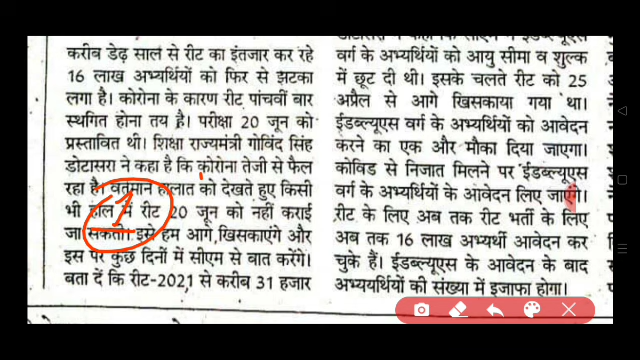 करीब डेढ़ साल से रीट का इंतजार कर रहे
16 लाख अभ्यर्थियों को फिर से झटका
लगा है। कोरोना के कारण रीट पांचवीं बार
स्थगित होना तय है। परीक्षा 20 जून को
प्रस्तावित थी। शिक्षा राज्यमंत्री गोविंद सिंह
डोटासरा ने कहा है कि कोरोना तेजी से फैल
रहा है। वर्तमान हालात को देखते हुए किसी
भी हाल में रीट 20 जून को नहीं कराई
जा सकती। इसे हम आगे खिसकाएंगे और
इस पर कुछ दिनों में सीएम से बात करेंगे।
बता दें कि रीट-2021 से करीब 31 हजार
1
वर्ग के अभ्यर्थियों को आयु सीमा व शुल्क
में छूट दी थी। इसके चलते रीट को 25
अप्रैल से आगे खिसकाया गया था।
ईडब्ल्यूएस वर्ग के अभ्यर्थियों को आवेदन
करने का एक और मौका दिया जाएगा।
कोविड से निजात मिलने पर ईडब्ल्यूएस
वर्ग के अभ्यर्थियों के आवेदन लिए जाएंगे।
रीट के लिए अब तक रीट भर्ती के लिए
अब तक 16 लाख अभ्यर्थी आवेदन कर
चुके हैं। ईडब्ल्यूएस के आवेदन के बाद
अभ्यर्थियों की संख्या में इजाफा होगा।